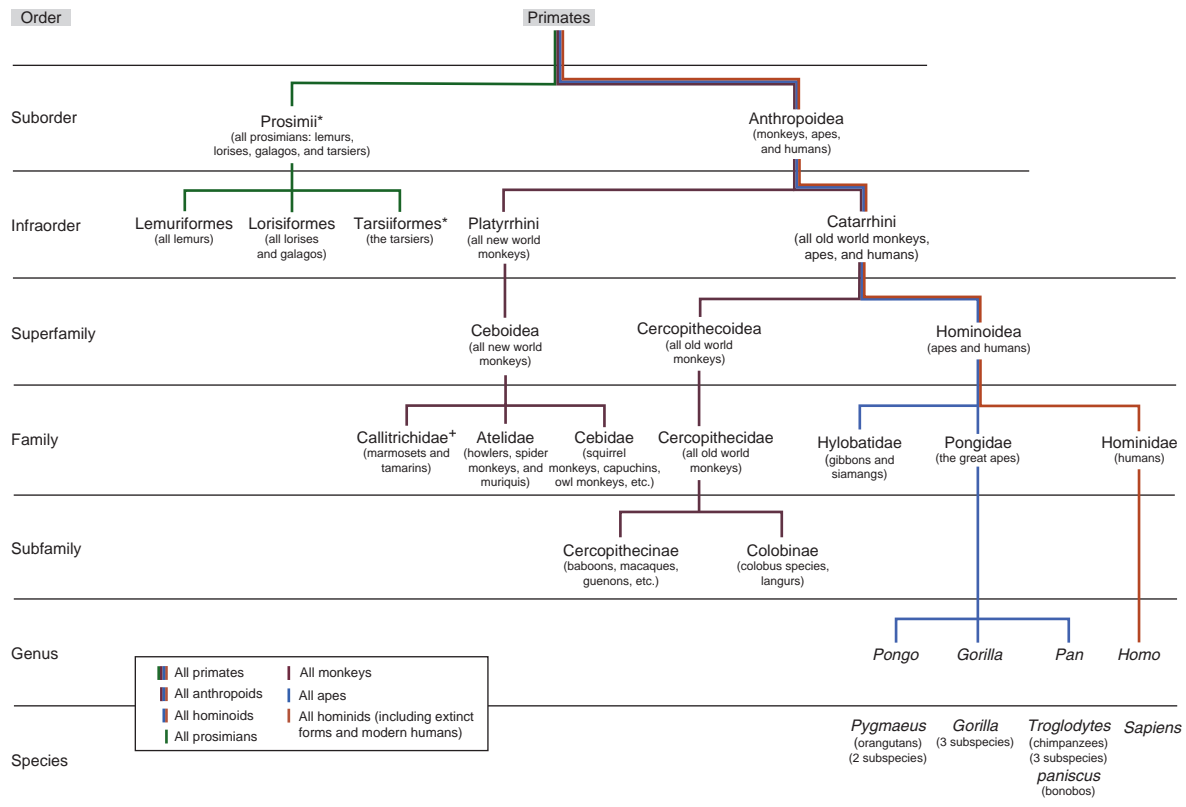 Order
Primates
Suborder
Prosimii*
(all prosimians: lemurs,
lorises, galagos, and tarsiers)
Anthropoidea
(monkeys, apes,
and humans)
Infraorder
Lemuriformes
(all lemurs)
Lorisiformes
(all lorises
and galagos)
Tarsiiformes*
(the tarsiers)
Platyrrhini
(all new world
monkeys)
Catarrhini
(all old world monkeys,
apes, and humans)
Superfamily
Ceboidea
(all new world
monkeys)
Cercopithecoidea
(all old world
monkeys)
Hominoidea
(apes and humans)
Family
Callitrichidae+
(marmosets and
tamarins)
Atelidae
(howlers, spider
monkeys, and
muriquis)
Cebidae
(squirrel
monkeys, capuchins,
owl monkeys, etc.)
Cercopithecidae
(all old world
monkeys)
Hylobatidae
(gibbons and
siamangs)
Pongidae
(the great apes)
Hominidae
(humans)
Subfamily
Cercopithecinae
(baboons, macaques,
guenons, etc.)
Colobinae
(colobus species,
langurs)
Genus
Pongo
Gorilla
Pan
Homo
All primates
All anthropoids
All hominoids
All prosimians
All monkeys
All apes
All hominids (including extinct
forms and modern humans)
Species
Pygmaeus
(orangutans)
(2 subspecies)
Gorilla
(3 subspecies)
Troglodytes
(chimpanzees)
(3 subspecies)
paniscus
(bonobos)
Sapiens